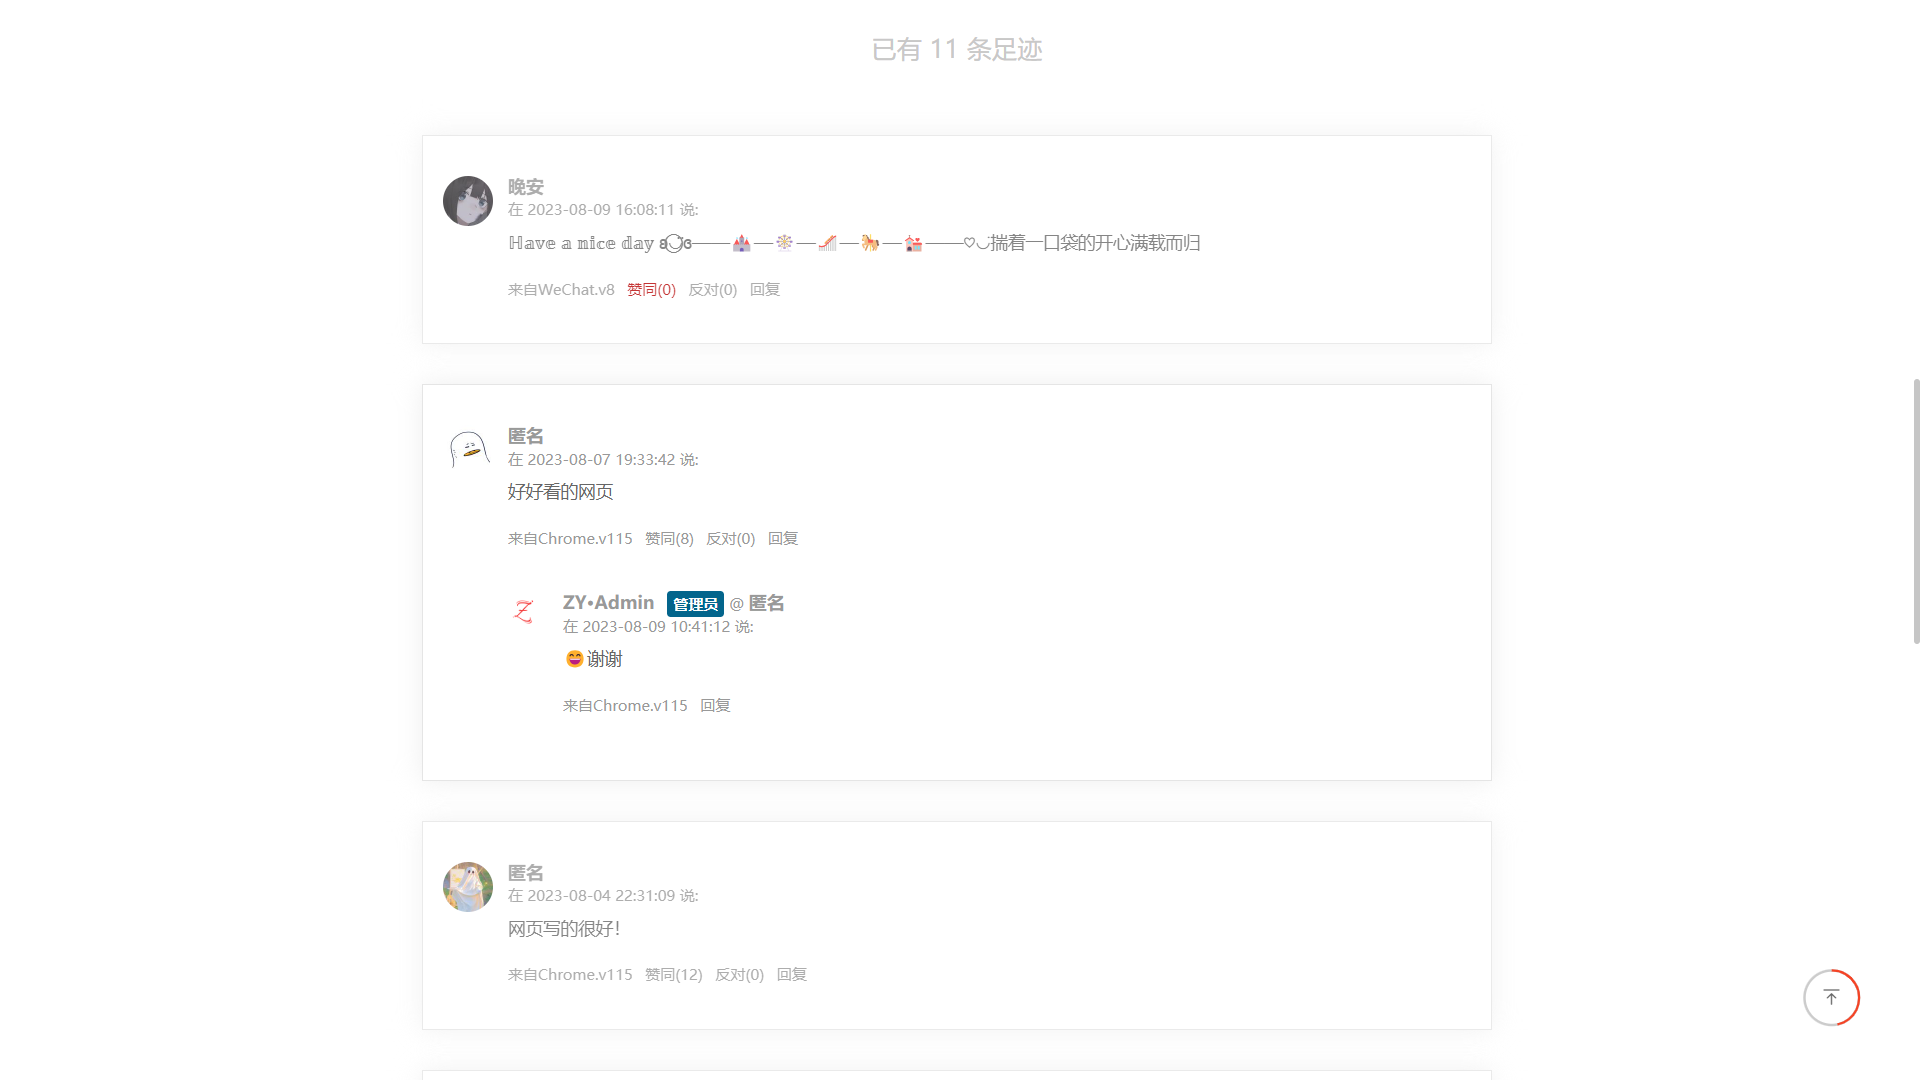 已有 11 条足迹
晚安
在 2023-08-09 16:08:11 说:
ℍ𝕒𝕧𝕖 𝕒 𝕟𝕚𝕔𝕖 𝕕𝕒𝕪 ʚ◡̈⃝ɞ——🏰—🎡—🎢—🎠—💒——♡◡̈揣着一口袋的开心满载而归
来自WeChat.v8 赞同(0) 反对(0) 回复
匿名
在 2023-08-07 19:33:42 说:
好好看的网页
来自Chrome.v115 赞同(8) 反对(0) 回复
ZY•Admin 管理员 @ 匿名
在 2023-08-09 10:41:12 说:
😄谢谢
来自Chrome.v115 回复
匿名
在 2023-08-04 22:31:09 说:
网页写的很好!
来自Chrome.v115 赞同(12) 反对(0) 回复